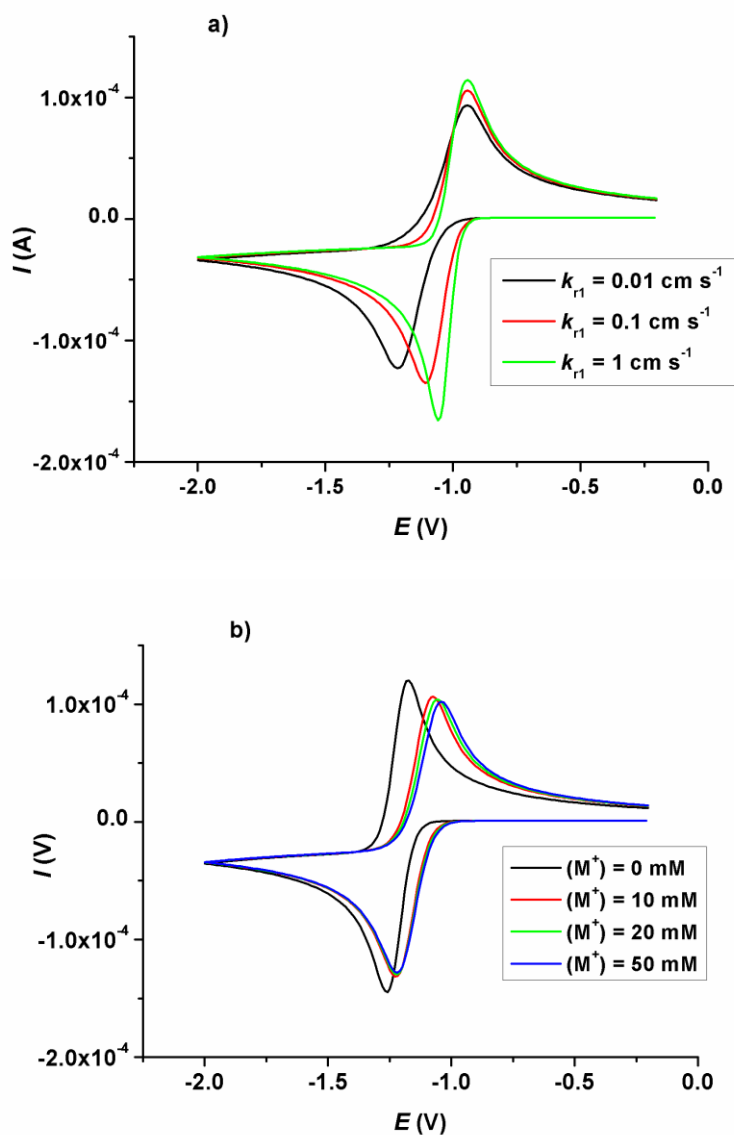 a)
1.0x10⁻⁴
0.0
-1.0x10⁻⁴
-2.0x10⁻⁴
I (A)
k_r1 = 0.01 cm s⁻¹
k_r1 = 0.1 cm s⁻¹
k_r1 = 1 cm s⁻¹
-2.0 -1.5 -1.0 -0.5 0.0
E (V)
b)
1.0x10⁻⁴
0.0
-1.0x10⁻⁴
-2.0x10⁻⁴
I (V)
(M⁺) = 0 mM
(M⁺) = 10 mM
(M⁺) = 20 mM
(M⁺) = 50 mM
-2.0 -1.5 -1.0 -0.5 0.0
E (V)